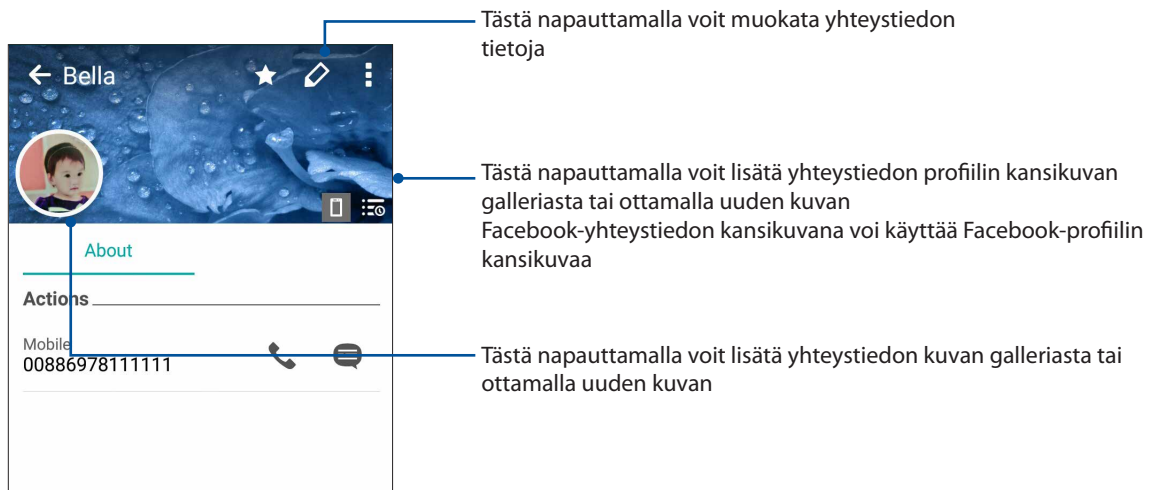 Tästä napauttamalla voit muokata yhteystiedon
tietoja
Bella
Tästä napauttamalla voit lisätä yhteystiedon profiilin kansikuvan
galleriasta tai ottamalla uuden kuvan
Facebook-yhteystiedon kansikuvana voi käyttää Facebook-profiilin
kansikuvaa
About
Actions
Mobile
00886978111111
Tästä napauttamalla voit lisätä yhteystiedon kuvan galleriasta tai
ottamalla uuden kuvan